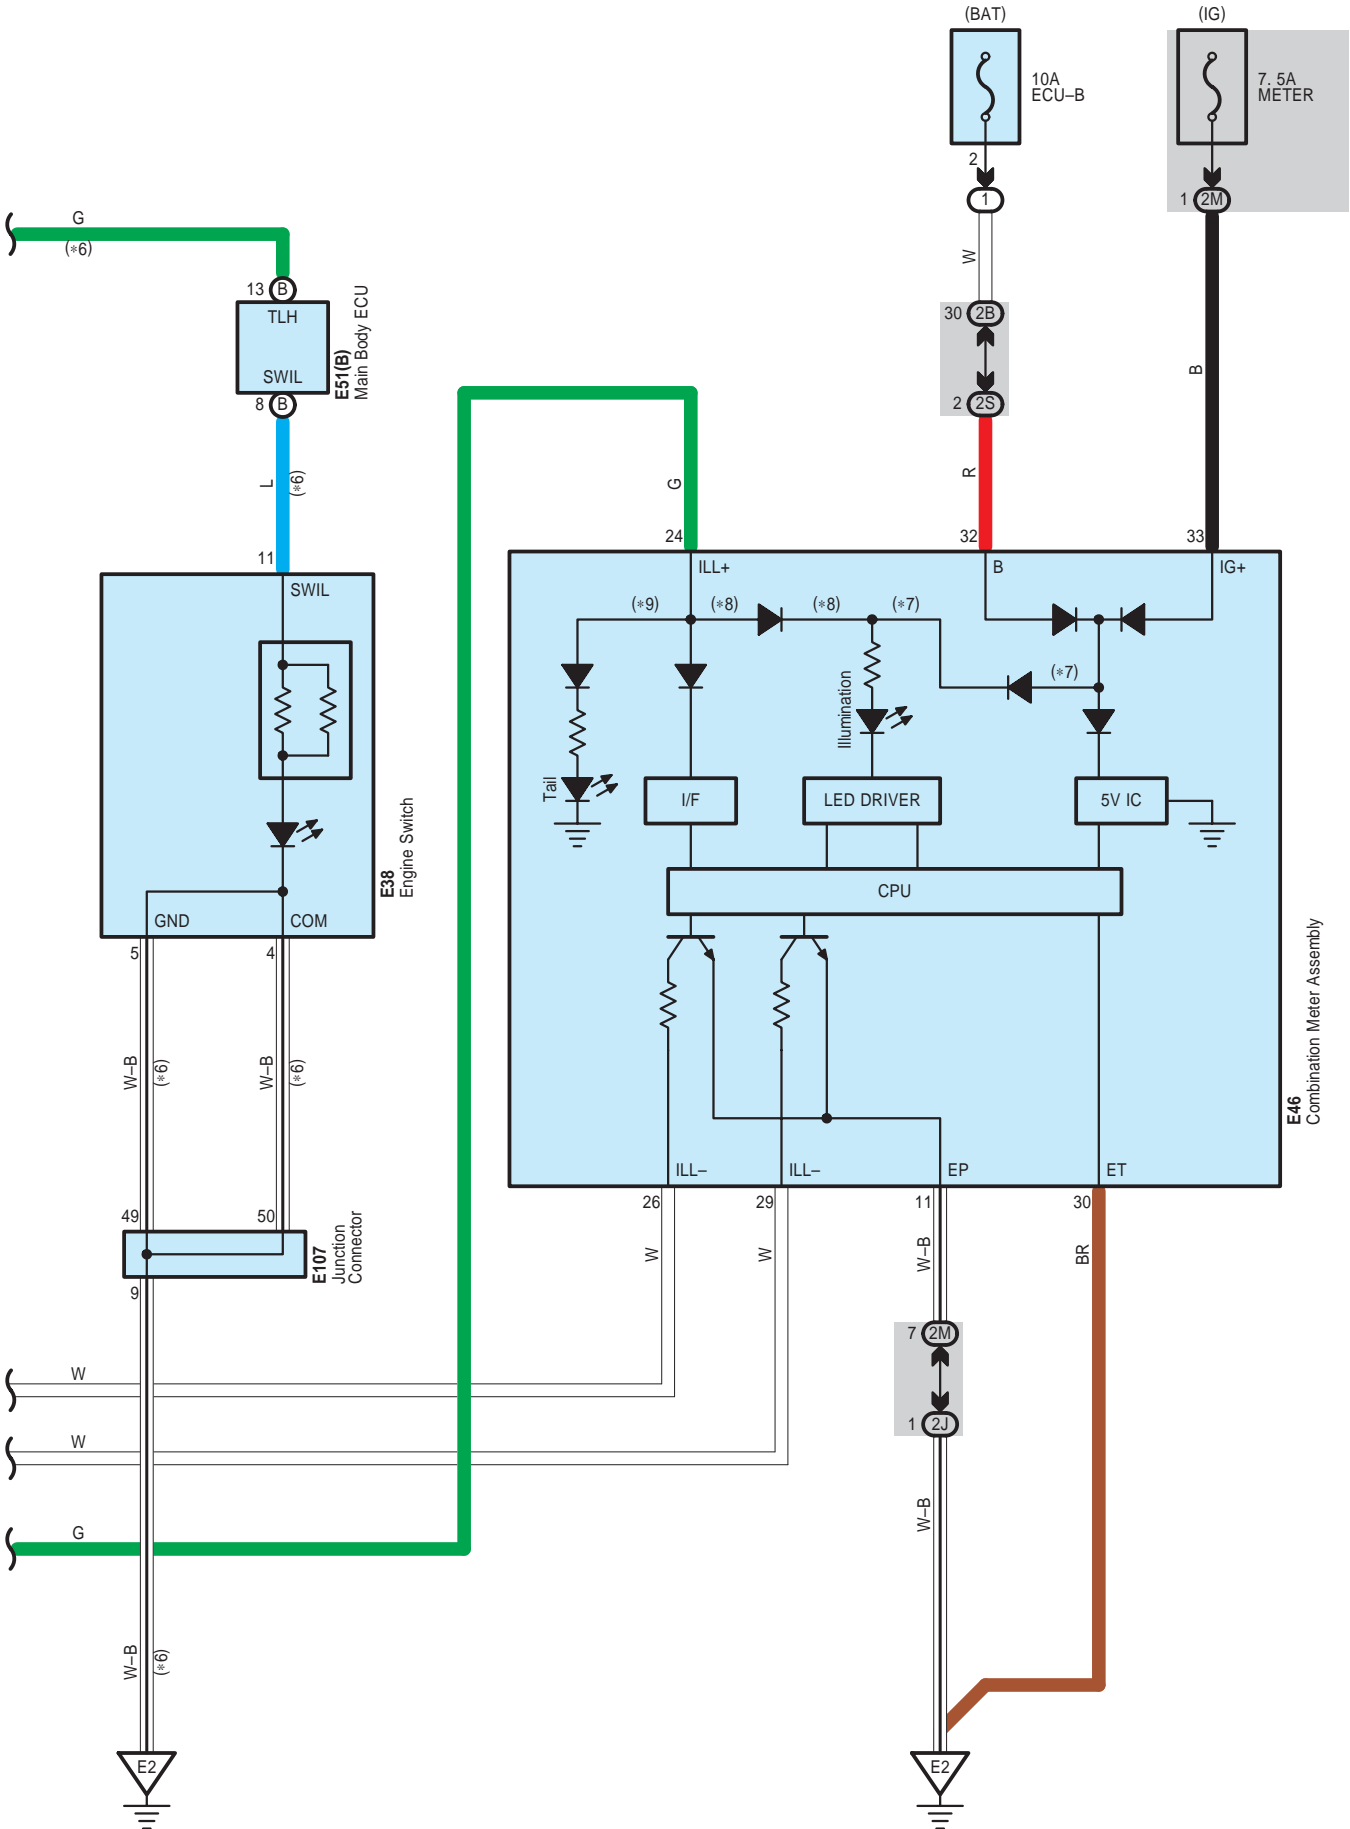 (BAT)
(IG)
10A
ECU–B
7. 5A
METER
2
1
1 2M
G
(*6)
W
13 B
TLH
SWIL
8 B
E51(B)
Main Body ECU
30 2B
2 2S
B
L
(*6)
G
R
11
24
32
33
SWIL
ILL+
B
IG+
(*9)
(*8)
(*8)
(*7)
(*7)
Illumination
Tail
I/F
LED DRIVER
5V IC
CPU
E38
Engine Switch
GND
COM
5
4
W–B
(*6)
W–B
(*6)
E46
Combination Meter Assembly
ILL–
ILL–
EP
ET
26
29
11
30
49
50
E107
Junction
Connector
9
W
W
W–B
BR
7 2M
1 2J
W
W
G
W–B
W–B
(*6)
E2
E2